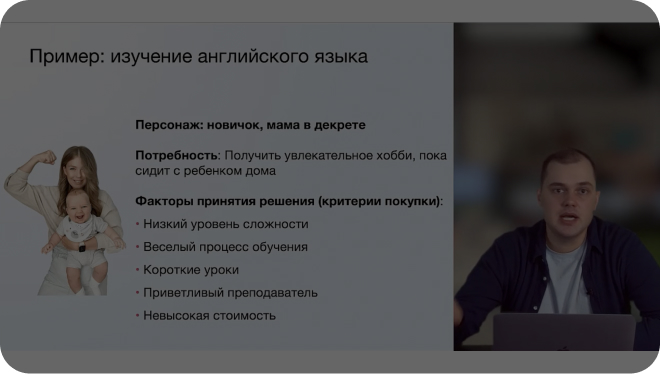 Пример: изучение английского языка
Персонаж: новичок, мама в декрете
Потребность: Получить увлекательное хобби, пока
сидит с ребенком дома
Факторы принятия решения (критерии покупки):
• Низкий уровень сложности
• Веселый процесс обучения
• Короткие уроки
• Приветливый преподаватель
• Невысокая стоимость